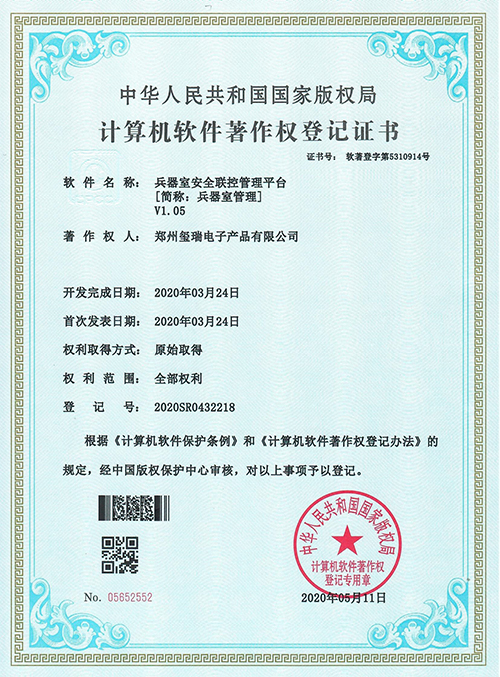 中华人民共和国国家版权局
计算机软件著作权登记证书
证书号： 软著登字第5310914号
软件名称： 兵器室安全联控管理平台
[简称：兵器室管理]
V1.05
著作权人： 郑州玺瑞电子产品有限公司
开发完成日期： 2020年03月24日
首次发表日期： 2020年03月24日
权利取得方式： 原始取得
权利范围： 全部权利
登记号： 2020SR0432218
根据《计算机软件保护条例》和《计算机软件著作权登记办法》的
规定，经中国版权保护中心审核，对以上事项予以登记。
中华人民共和国国家版权局
计算机软件著作权
登记专用章
No. 05652552
2020年05月11日